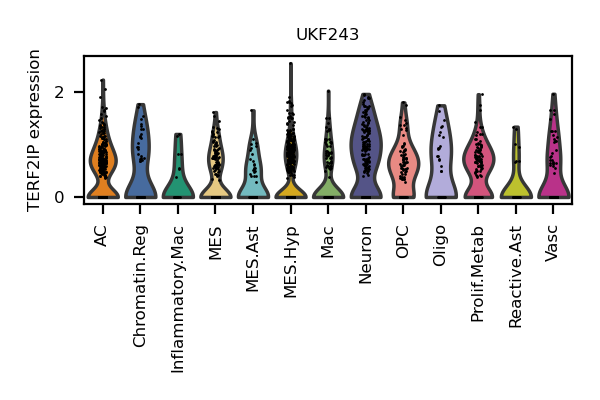 UKF243
TERF2IP expression
2
0
AC
Chromatin.Reg
Inflammatory.Mac
MES
MES.Ast
MES.Hyp
Mac
Neuron
OPC
Oligo
Prolif.Metab
Reactive.Ast
Vasc